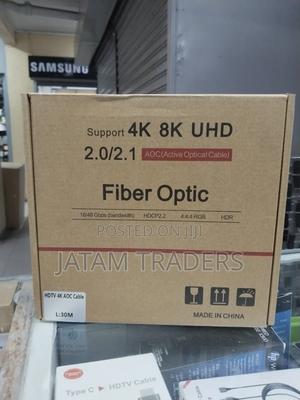 SAMSUNG
Support 4K 8K UHD
2.0/2.1 AOC(Active Optical Cable)
Fiber Optic
18/48 Gbps (bandwidth) HDCP2.2 4:4:4 RGB HDR
POSTED ON JIJI
JATAM TRADERS
HDTV 4K AOC Cable
L:30M
MADE IN CHINA
Type C ▶ HDTV Cable